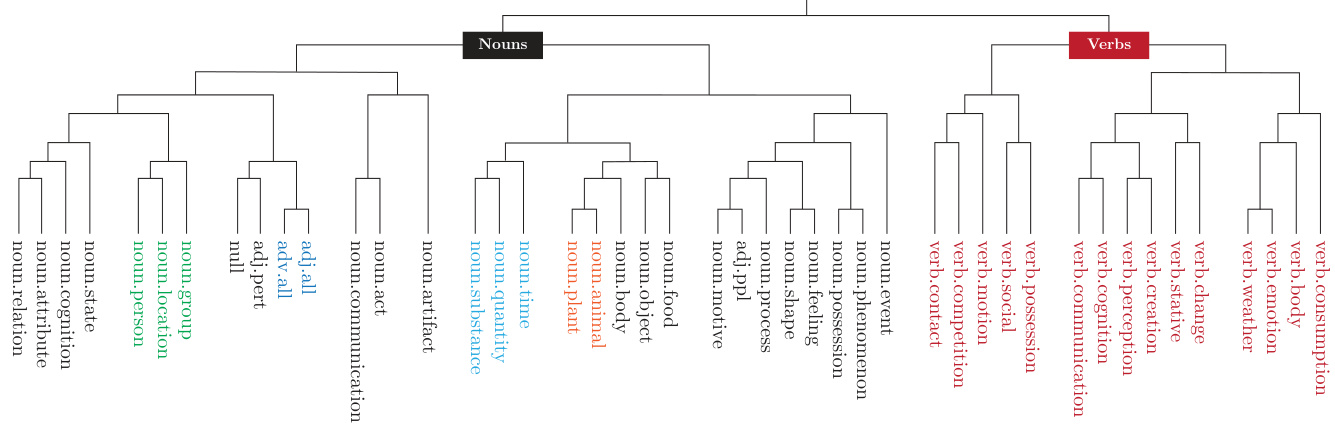 Nouns
Verbs
noun.relation
noun.attribute
noun.cognition
noun.state
noun.person
noun.location
noun.group
null
adj.pert
adv.all
adj.all
noun.communication
noun.act
noun.artifact
noun.substance
noun.quantity
noun.time
noun.plant
noun.animal
noun.body
noun.object
noun.food
noun.motive
adj.ppl
noun.process
noun.shape
noun.feeling
noun.possession
noun.phenomenon
noun.event
verb.contact
verb.competition
verb.motion
verb.social
verb.possession
verb.communication
verb.cognition
verb.perception
verb.creation
verb.stative
verb.change
verb.weather
verb.emotion
verb.body
verb.consumption